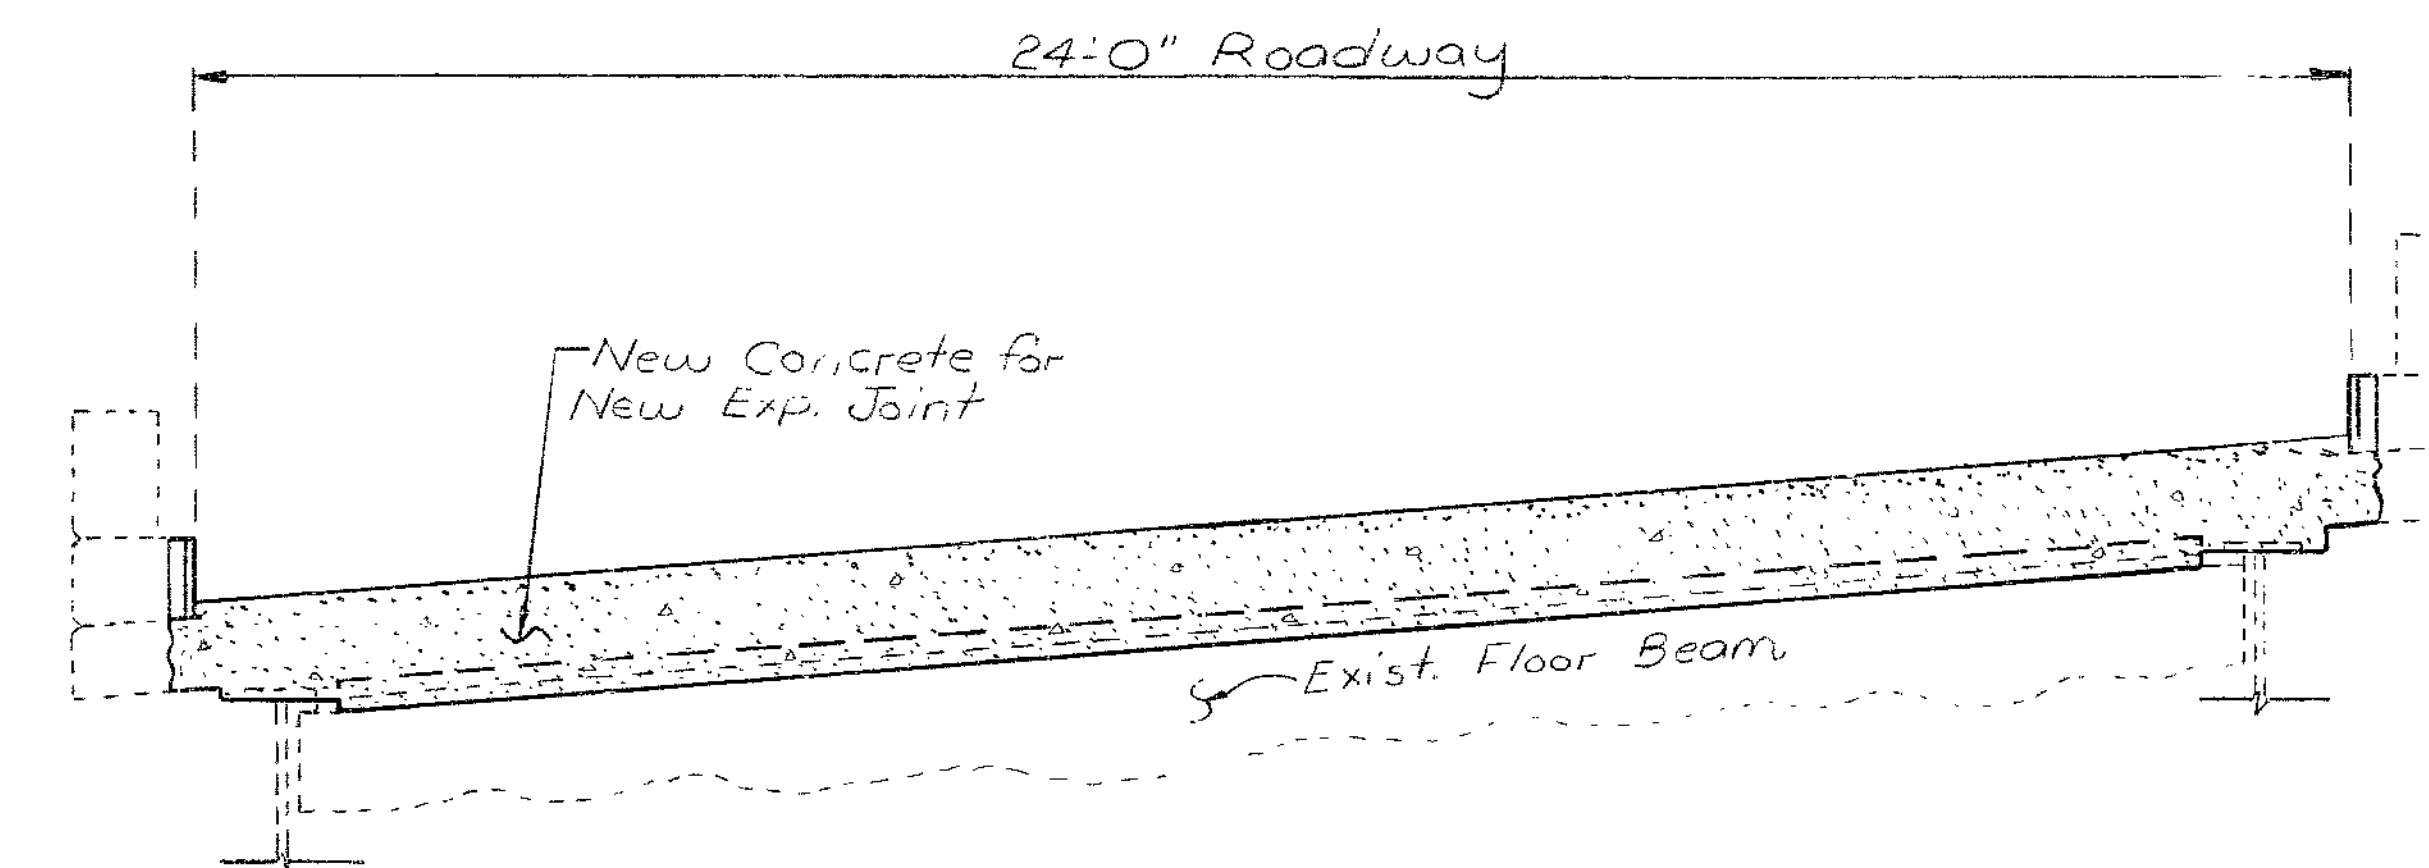 24'-0" Roadway
New Concrete for
New Exp. Joint
Exist. Floor Beam